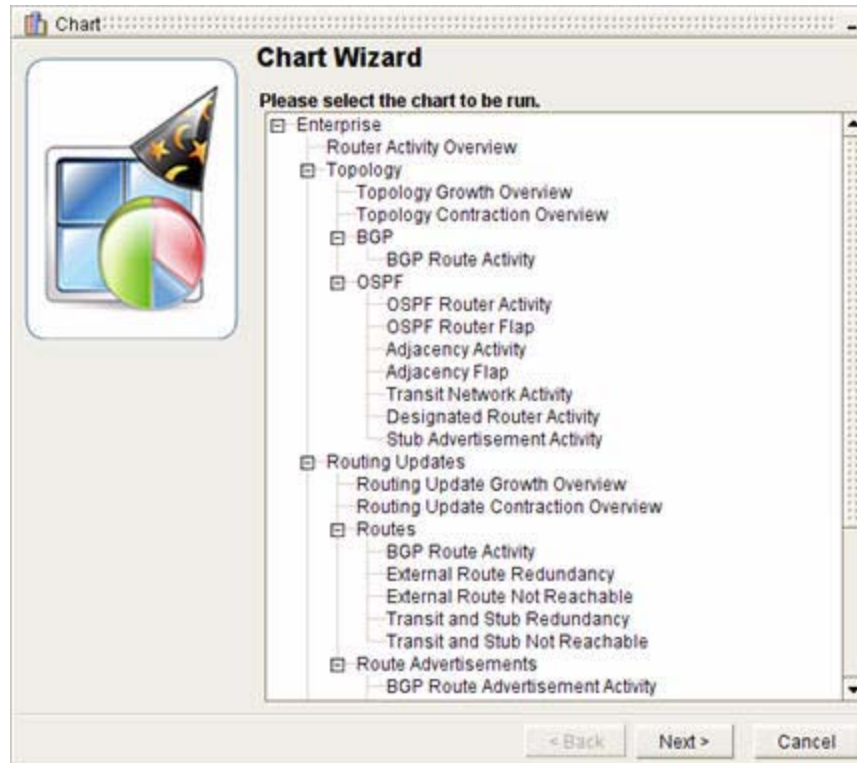 Chart
Chart Wizard
Please select the chart to be run.
Enterprise
Router Activity Overview
Topology
Topology Growth Overview
Topology Contraction Overview
BGP
BGP Route Activity
OSPF
OSPF Router Activity
OSPF Router Flap
Adjacency Activity
Adjacency Flap
Transit Network Activity
Designated Router Activity
Stub Advertisement Activity
Routing Updates
Routing Update Growth Overview
Routing Update Contraction Overview
Routes
BGP Route Activity
External Route Redundancy
External Route Not Reachable
Transit and Stub Redundancy
Transit and Stub Not Reachable
Route Advertisements
BGP Route Advertisement Activity
< Back Next > Cancel